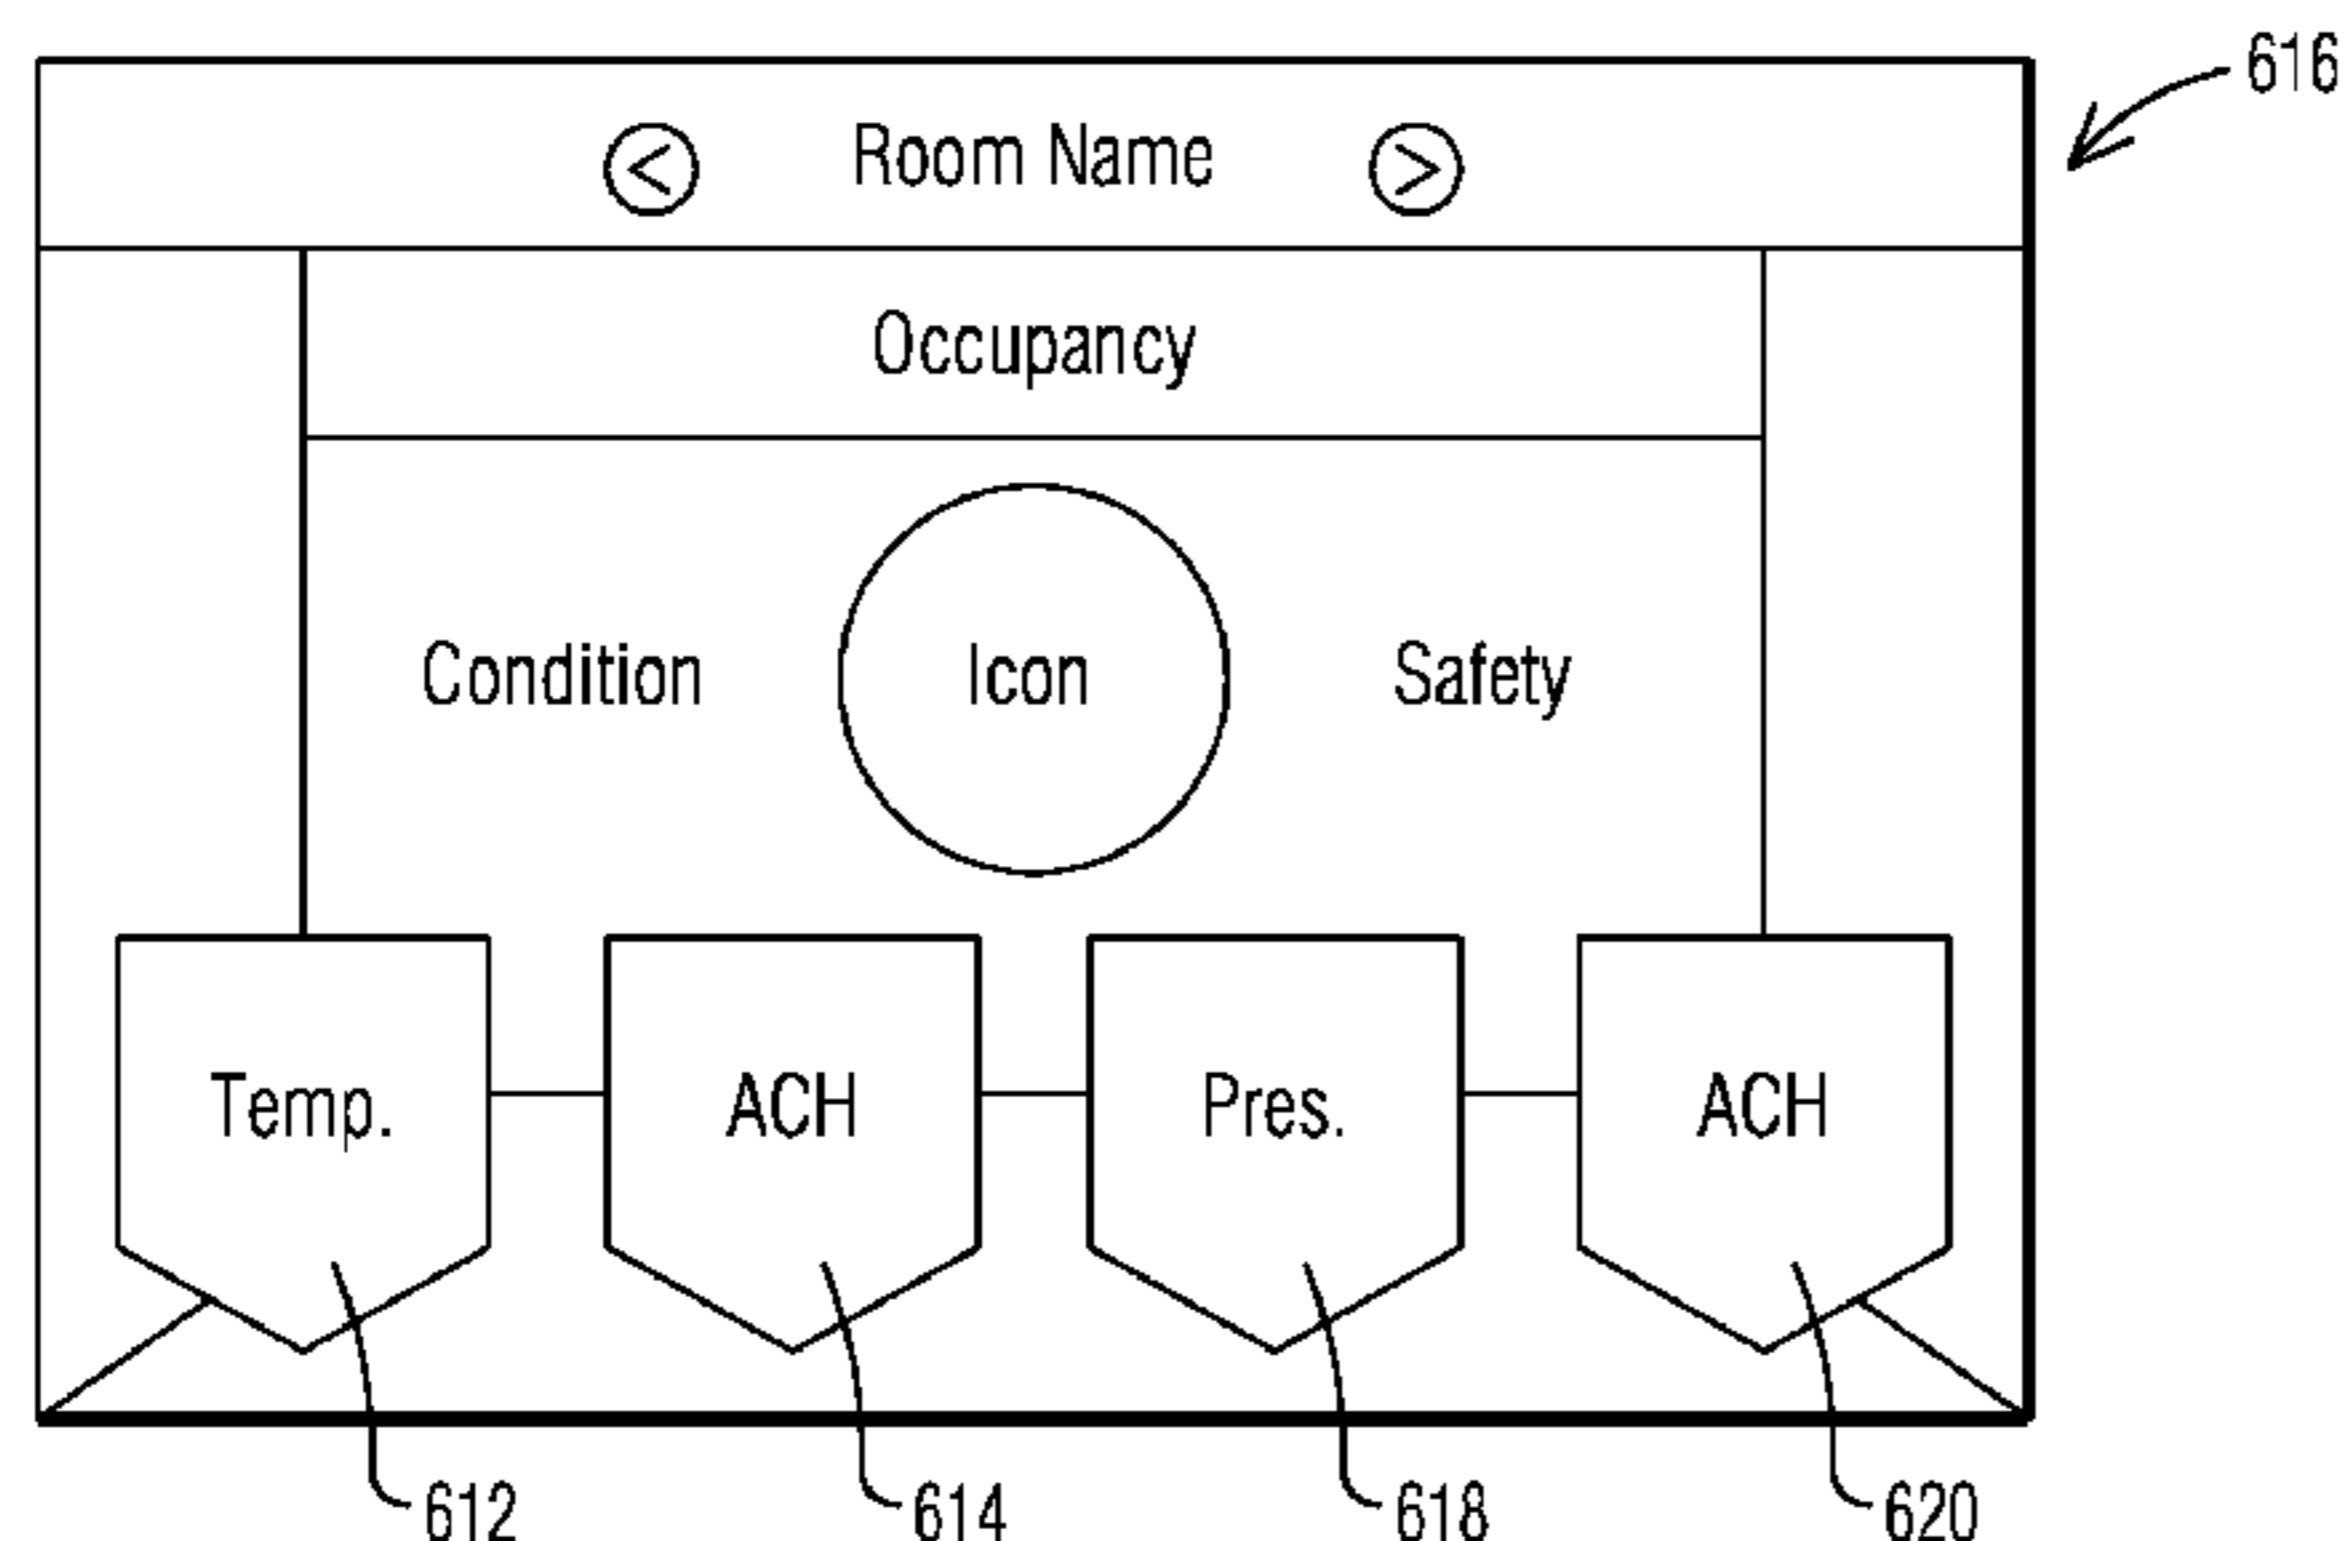 616
< Room Name >
Occupancy
Condition Icon Safety
Temp. ACH Pres. ACH
612 614 618 620